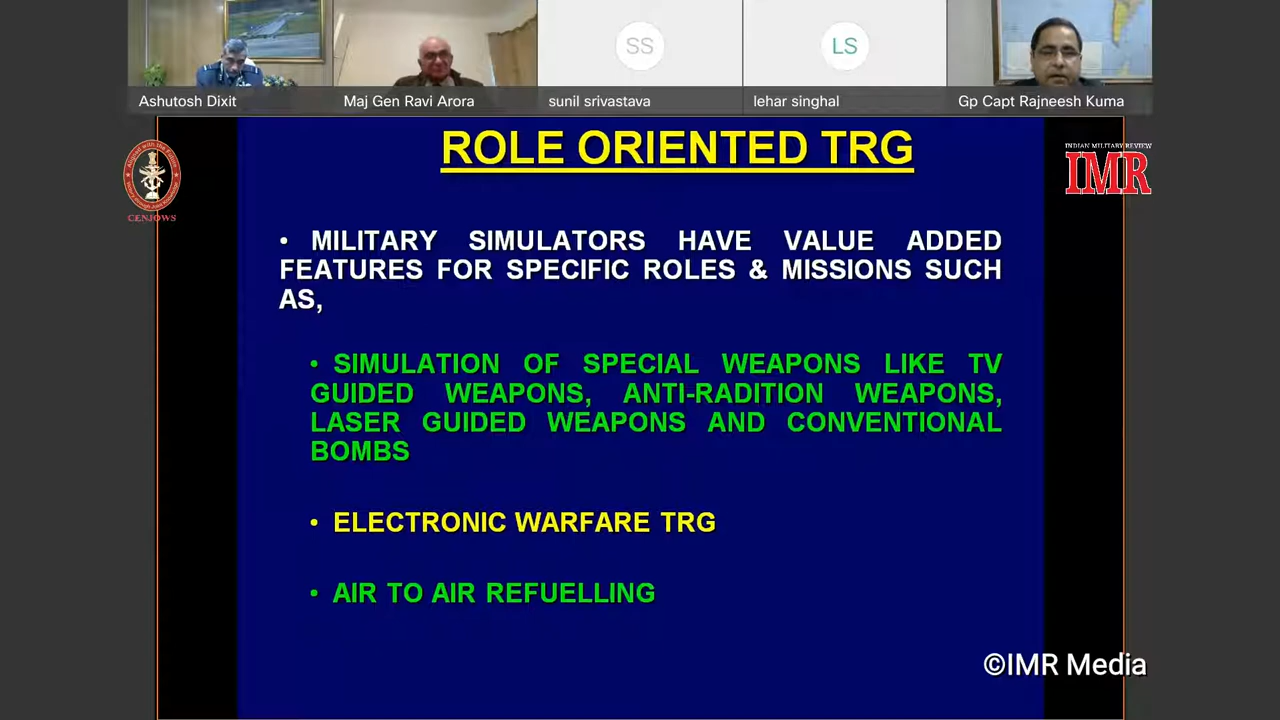 SS
LS
Ashutosh Dixit
Maj Gen Ravi Arora
sunil srivastava
lehar singhal
Gp Capt Rajneesh Kuma
ROLE ORIENTED TRG
INDIAN MILITARY REVIEW
IMR
CENJOWS
• MILITARY SIMULATORS HAVE VALUE ADDED
FEATURES FOR SPECIFIC ROLES & MISSIONS SUCH
AS,
• SIMULATION OF SPECIAL WEAPONS LIKE TV
GUIDED WEAPONS, ANTI-RADITION WEAPONS,
LASER GUIDED WEAPONS AND CONVENTIONAL
BOMBS
• ELECTRONIC WARFARE TRG
• AIR TO AIR REFUELLING
©IMR Media